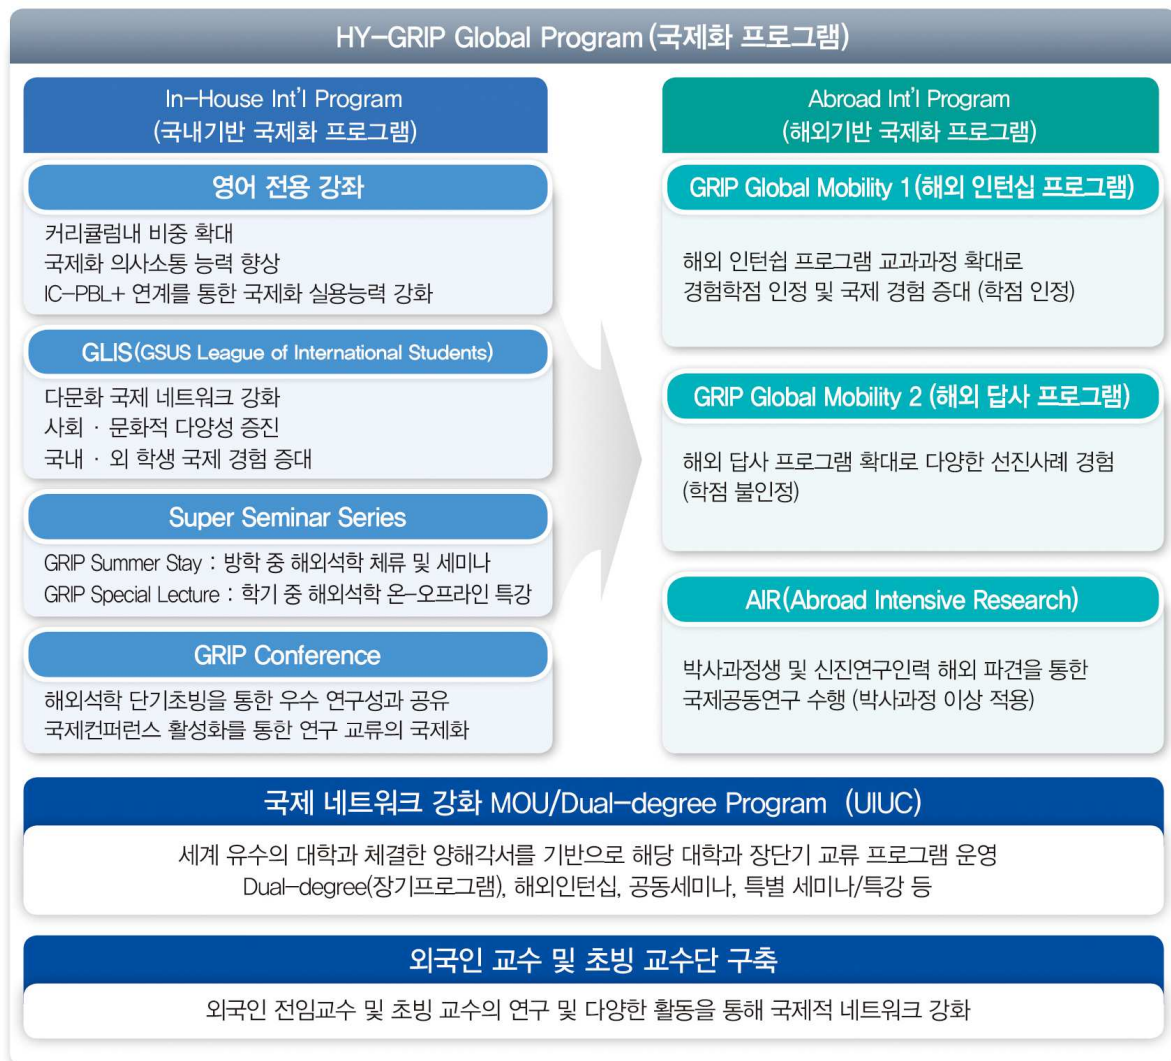 HY-GRIP Global Program (국제화 프로그램)
In-House Int'l Program
(국내기반 국제화 프로그램)
영어 전용 강좌
커리큘럼내 비중 확대
국제화 의사소통 능력 향상
IC-PBL+ 연계를 통한 국제화 실용능력 강화
GLIS(GSUS League of International Students)
다문화 국제 네트워크 강화
사회 · 문화적 다양성 증진
국내 · 외 학생 국제 경험 증대
Super Seminar Series
GRIP Summer Stay : 방학 중 해외석학 체류 및 세미나
GRIP Special Lecture : 학기 중 해외석학 온-오프라인 특강
GRIP Conference
해외석학 단기초빙을 통한 우수 연구성과 공유
국제컨퍼런스 활성화를 통한 연구 교류의 국제화
Abroad Int'l Program
(해외기반 국제화 프로그램)
GRIP Global Mobility 1 (해외 인턴십 프로그램)
해외 인턴쉽 프로그램 교과과정 확대로
경험학점 인정 및 국제 경험 증대 (학점 인정)
GRIP Global Mobility 2 (해외 답사 프로그램)
해외 답사 프로그램 확대로 다양한 선진사례 경험
(학점 불인정)
AIR(Abroad Intensive Research)
박사과정생 및 신진연구인력 해외 파견을 통한
국제공동연구 수행 (박사과정 이상 적용)
국제 네트워크 강화 MOU/Dual-degree Program (UIUC)
세계 유수의 대학과 체결한 양해각서를 기반으로 해당 대학과 장단기 교류 프로그램 운영
Dual-degree(장기프로그램), 해외인턴십, 공동세미나, 특별 세미나/특강 등
외국인 교수 및 초빙 교수단 구축
외국인 전임교수 및 초빙 교수의 연구 및 다양한 활동을 통해 국제적 네트워크 강화